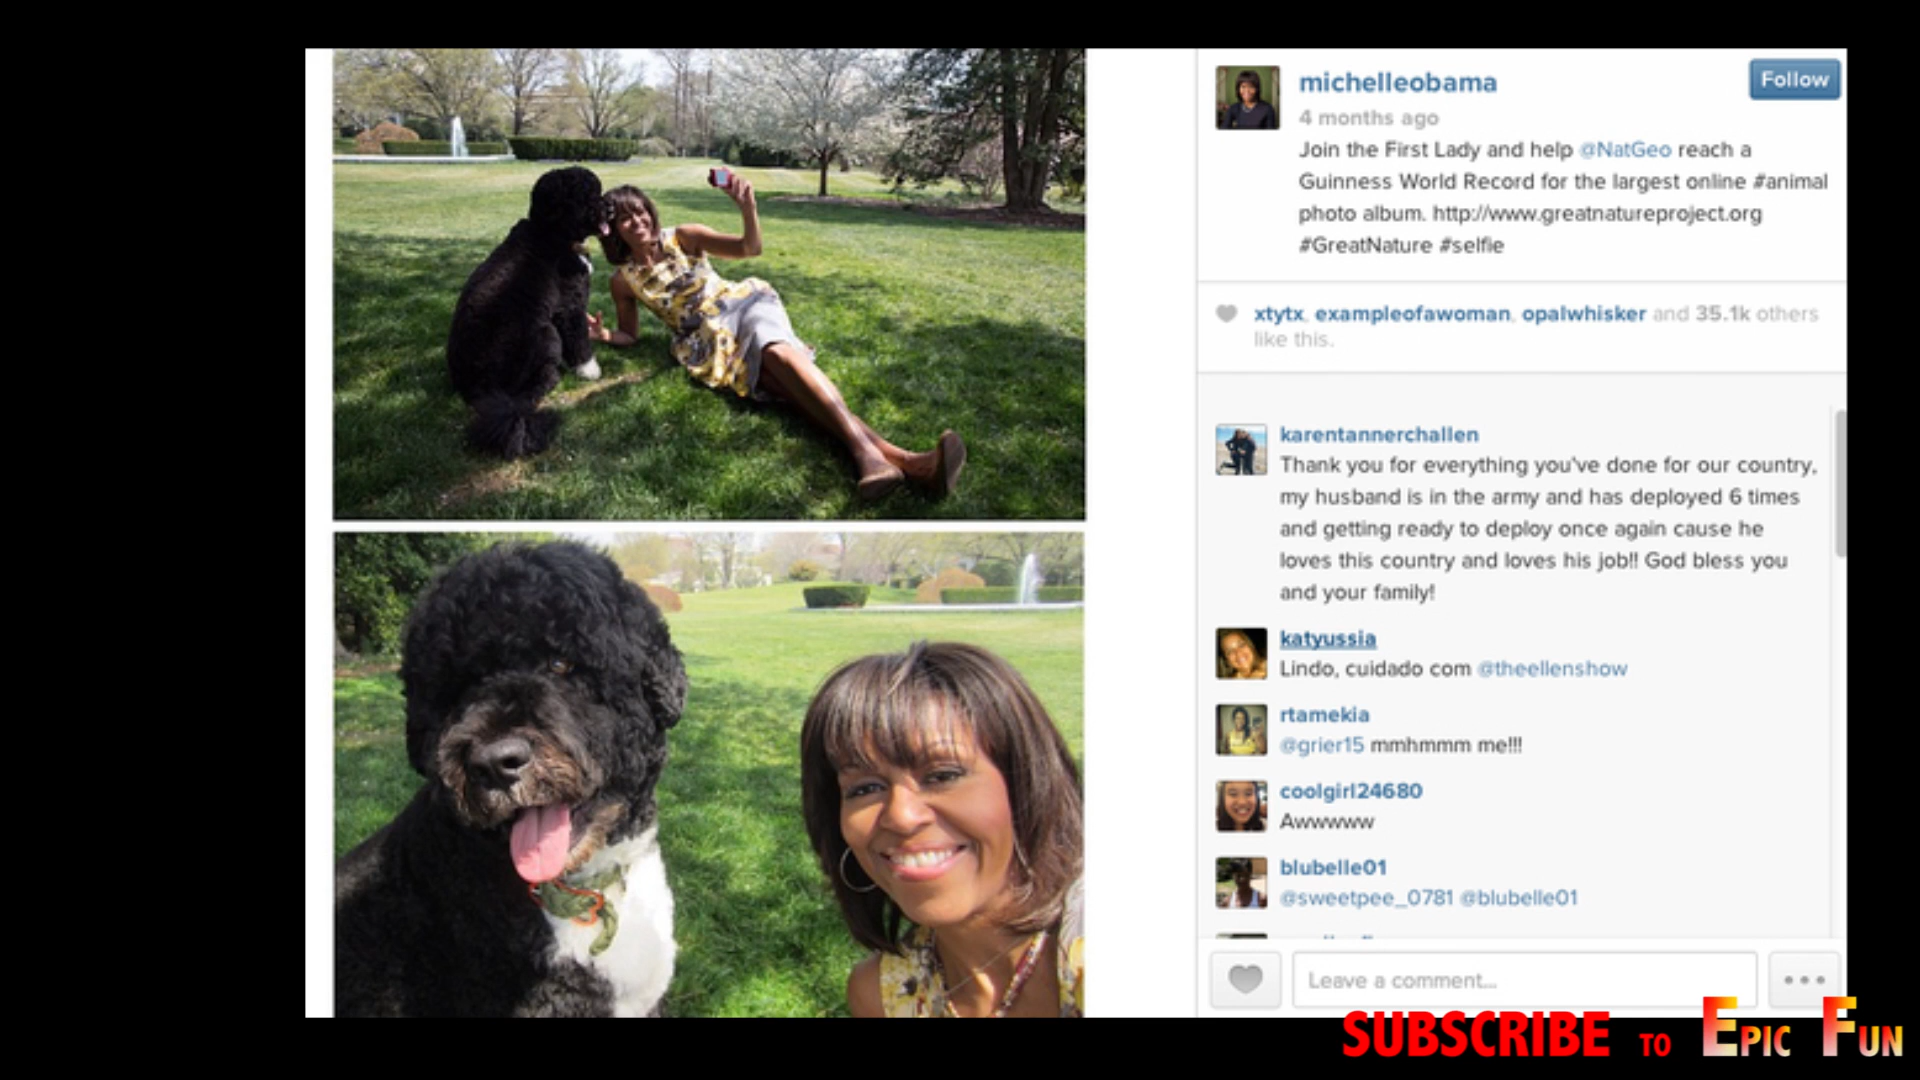 michelleobama
Follow
4 months ago
Join the First Lady and help @NatGeo reach a
Guinness World Record for the largest online #animal
photo album. http://www.greatnatureproject.org
#GreatNature #selfie
xtytx, exampleofawoman, opalwhisker and 35.1k others
like this.
karentannerchallen
Thank you for everything you've done for our country,
my husband is in the army and has deployed 6 times
and getting ready to deploy once again cause he
loves this country and loves his job!! God bless you
and your family!
katyussia
Lindo, cuidado com @theellenshow
rtamekia
@grier15 mmhmmm me!!!
coolgirl24680
Awwwww
blubelle01
@sweetpee_0781 @blubelle01
Leave a comment...
SUBSCRIBE TO EPIC FUN